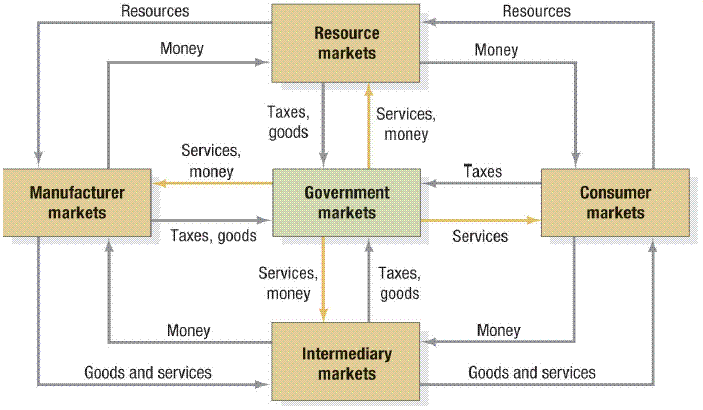 Resources
Resources
Resource
markets
Money
Money
Taxes,
goods
Services,
money
Services,
money
Taxes
Manufacturer
markets
Government
markets
Consumer
markets
Taxes, goods
Services
Services,
money
Taxes,
goods
Money
Money
Intermediary
markets
Goods and services
Goods and services